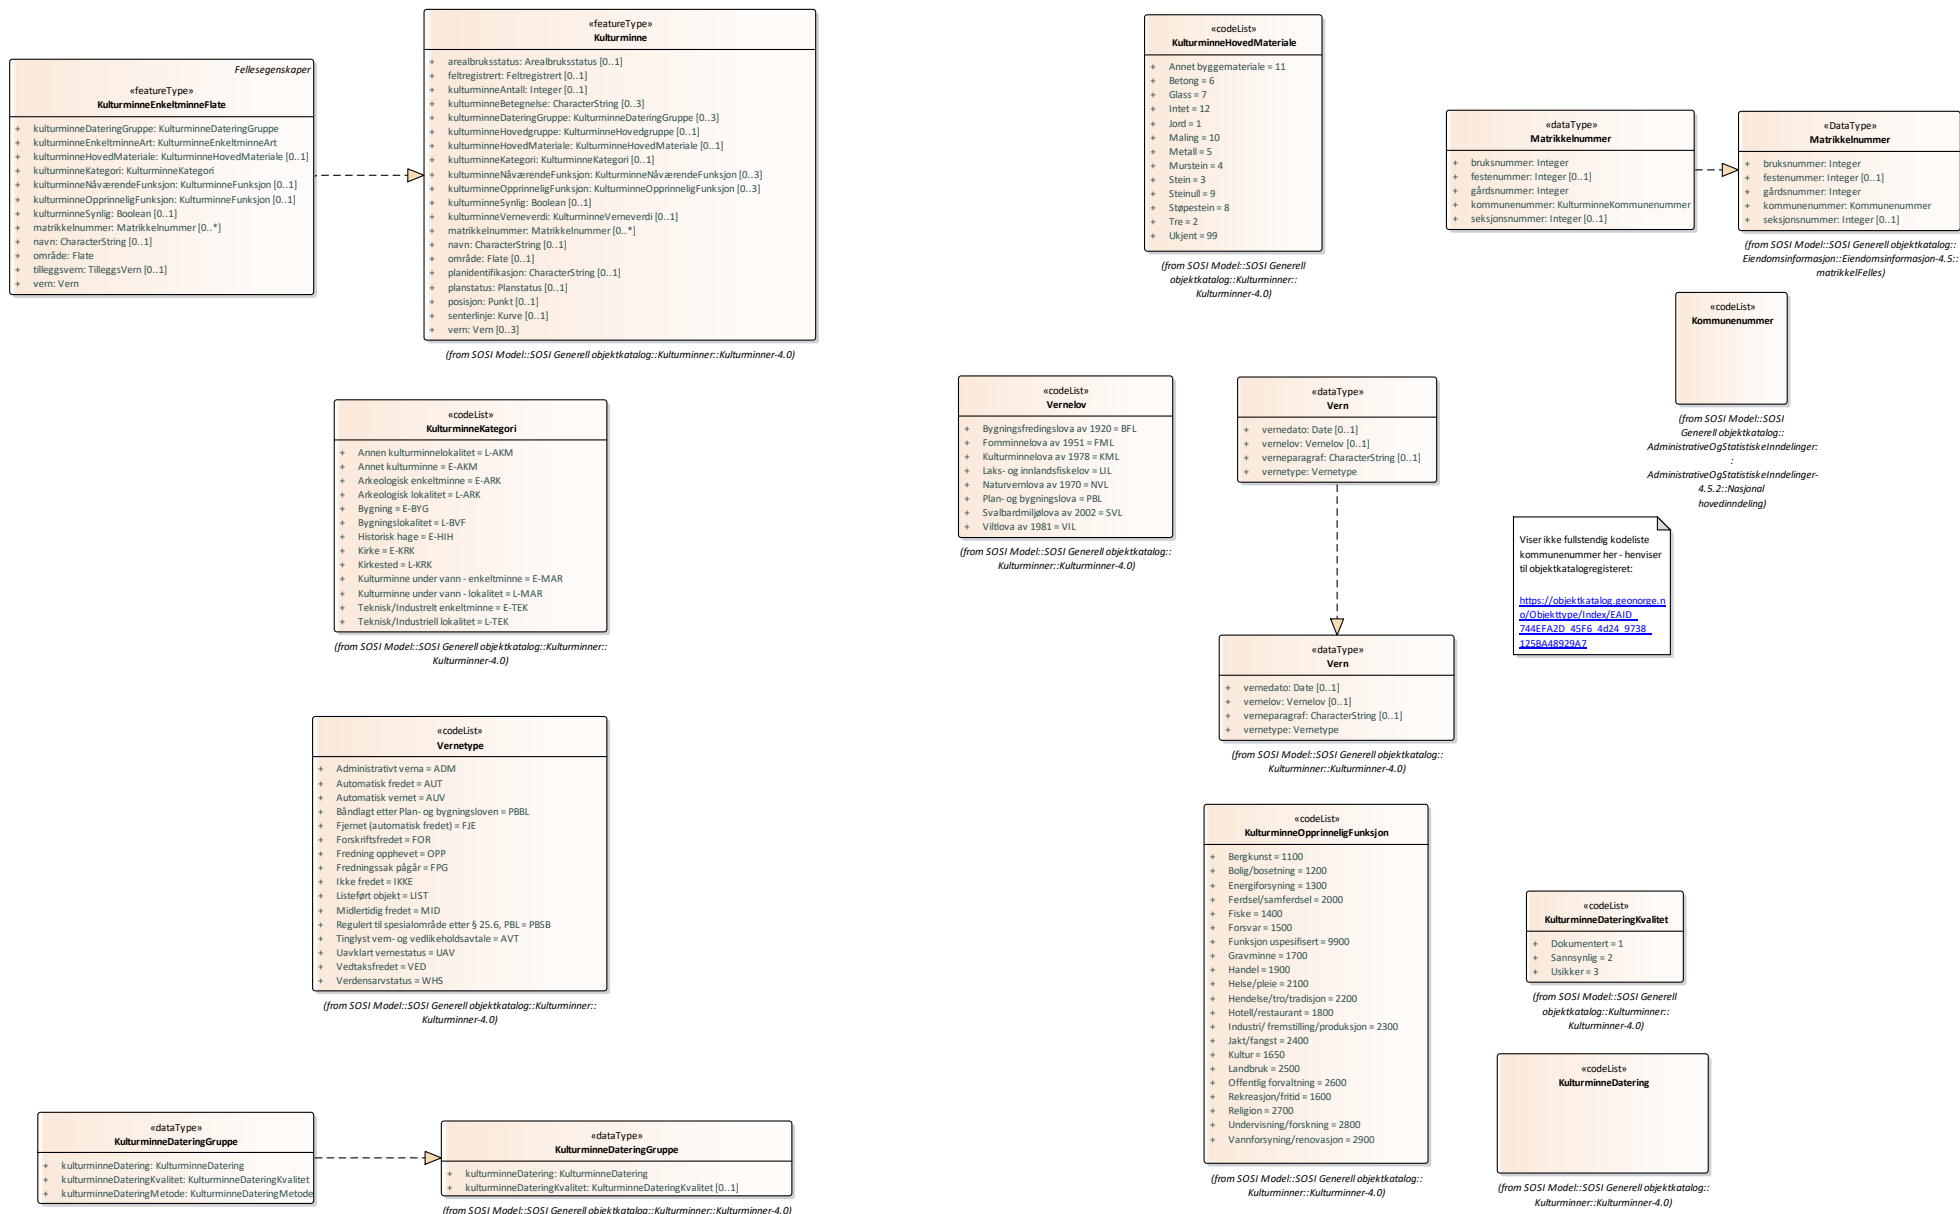 Fellesegenskaper
«featureType»
KulturminneEnkeltminneFlate
+ kulturminneDateringGruppe: KulturminneDateringGruppe
+ kulturminneEnkeltminneArt: KulturminneEnkeltminneArt
+ kulturminneHovedMateriale: KulturminneHovedMateriale [0..1]
+ kulturminneKategori: KulturminneKategori
+ kulturminneNåværendeFunksjon: KulturminneFunksjon [0..1]
+ kulturminneOpprinneligFunksjon: KulturminneFunksjon [0..1]
+ kulturminneSynlig: Boolean [0..1]
+ matrikkelnummer: Matrikkelnummer [0..*]
+ navn: CharacterString [0..1]
+ område: Flate
+ tilleggsvern: TilleggsVern [0..1]
+ vern: Vern
«featureType»
Kulturminne
+ arealbruksstatus: Arealbruksstatus [0..1]
+ feltregistrert: Feltregistrert [0..1]
+ kulturminneAntall: Integer [0..1]
+ kulturminneBetegnelse: CharacterString [0..3]
+ kulturminneDateringGruppe: KulturminneDateringGruppe [0..3]
+ kulturminneHovedgruppe: KulturminneHovedgruppe [0..1]
+ kulturminneHovedMateriale: KulturminneHovedMateriale [0..1]
+ kulturminneKategori: KulturminneKategori [0..1]
+ kulturminneNåværendeFunksjon: KulturminneNåværendeFunksjon [0..3]
+ kulturminneOpprinneligFunksjon: KulturminneOpprinneligFunksjon [0..3]
+ kulturminneSynlig: Boolean [0..1]
+ kulturminneVerneverdi: KulturminneVerneverdi [0..1]
+ matrikkelnummer: Matrikkelnummer [0..*]
+ navn: CharacterString [0..1]
+ område: Flate [0..1]
+ planidentifikasjon: CharacterString [0..1]
+ planstatus: Planstatus [0..1]
+ posisjon: Punkt [0..1]
+ senterlinje: Kurve [0..1]
+ vern: Vern [0..3]
(from SOSI Model::SOSI Generell objektkatalog::Kulturminner::Kulturminner-4.0)
«codeList»
KulturminneHovedMateriale
+ Annet byggemateriale = 11
+ Betong = 6
+ Glass = 7
+ Intet = 12
+ Jord = 1
+ Maling = 10
+ Metall = 5
+ Murstein = 4
+ Stein = 3
+ Steinull = 9
+ Støpestein = 8
+ Tre = 2
+ Ukjent = 99
(from SOSI Model::SOSI Generell
objektkatalog::Kulturminner::
Kulturminner-4.0)
«dataType»
Matrikkelnummer
+ bruksnummer: Integer
+ festenummer: Integer [0..1]
+ gårdsnummer: Integer
+ kommunenummer: KulturminneKommunenummer
+ seksjonsnummer: Integer [0..1]
«DataType»
Matrikkelnummer
+ bruksnummer: Integer
+ festenummer: Integer [0..1]
+ gårdsnummer: Integer
+ kommunenummer: Kommunenummer
+ seksjonsnummer: Integer [0..1]
(from SOSI Model::SOSI Generell objektkatalog::
Eiendomsinformasjon::Eiendomsinformasjon-4.5::
matrikkelFelles)
«codeList»
Kommunenummer
(from SOSI Model::SOSI
Generell objektkatalog::
AdministrativeOgStatistiskeInndelinger:
:
AdministrativeOgStatistiskeInndelinger-
4.5.2::Nasjonal
hovedinndeling)
«codeList»
KulturminneKategori
+ Annen kulturminnelokalitet = L-AKM
+ Annet kulturminne = E-AKM
+ Arkeologisk enkeltminne = E-ARK
+ Arkeologisk lokalitet = L-ARK
+ Bygning = E-BYG
+ Bygningslokalitet = L-BVF
+ Historisk hage = E-HIH
+ Kirke = E-KRK
+ Kirkested = L-KRK
+ Kulturminne under vann - enkeltminne = E-MAR
+ Kulturminne under vann - lokalitet = L-MAR
+ Teknisk/Industrelt enkeltminne = E-TEK
+ Teknisk/Industriell lokalitet = L-TEK
(from SOSI Model::SOSI Generell objektkatalog::Kulturminner::
Kulturminner-4.0)
«codeList»
Vernelov
+ Bygningsfredingslova av 1920 = BFL
+ Fornminnelova av 1951 = FML
+ Kulturminnelova av 1978 = KML
+ Laks- og innlandsfiskelov = LIL
+ Naturvernlova av 1970 = NVL
+ Plan- og bygningslova = PBL
+ Svalbardmiljølova av 2002 = SVL
+ Viltlova av 1981 = VIL
(from SOSI Model::SOSI Generell objektkatalog::
Kulturminner::Kulturminner-4.0)
«dataType»
Vern
+ vernedato: Date [0..1]
+ vernelov: Vernelov [0..1]
+ verneparagraf: CharacterString [0..1]
+ vernetype: Vernetype
Viser ikke fullstendig kodeliste
kommunenummer her - henviser
til objektkatalogregisteret:
https://objektkatalog.geonorge.n
o/Objekttype/Index/EAID_
744EFA2D_45F6_4d24_9738_
125BA48929A7
«dataType»
Vern
+ vernedato: Date [0..1]
+ vernelov: Vernelov [0..1]
+ verneparagraf: CharacterString [0..1]
+ vernetype: Vernetype
(from SOSI Model::SOSI Generell objektkatalog::
Kulturminner::Kulturminner-4.0)
«codeList»
Vernetype
+ Administrativt verna = ADM
+ Automatisk fredet = AUT
+ Automatisk vernet = AUV
+ Båndlagt etter Plan- og bygningsloven = PBBL
+ Fjernet (automatisk fredet) = FJE
+ Forskriftsfredet = FOR
+ Fredning opphevet = OPP
+ Fredningssak pågår = FPG
+ Ikke fredet = IKKE
+ Listeført objekt = LIST
+ Midlertidig fredet = MID
+ Regulert til spesialområde etter § 25.6, PBL = PBSB
+ Tinglyst vern- og vedlikeholdsavtale = AVT
+ Uavklart vernestatus = UAV
+ Vedtaksfredet = VED
+ Verdensarvstatus = WHS
(from SOSI Model::SOSI Generell objektkatalog::Kulturminner::
Kulturminner-4.0)
«codeList»
KulturminneOpprinneligFunksjon
+ Bergkunst = 1100
+ Bolig/bosetning = 1200
+ Energiforsyning = 1300
+ Ferdsel/samferdsel = 2000
+ Fiske = 1400
+ Forsvar = 1500
+ Funksjon uspesifisert = 9900
+ Gravminne = 1700
+ Handel = 1900
+ Helse/pleie = 2100
+ Hendelse/tro/tradisjon = 2200
+ Hotell/restaurant = 1800
+ Industri/ fremstilling/produksjon = 2300
+ Jakt/fangst = 2400
+ Kultur = 1650
+ Landbruk = 2500
+ Offentlig forvaltning = 2600
+ Rekreasjon/fritid = 1600
+ Religion = 2700
+ Undervisning/forskning = 2800
+ Vannforsyning/renovasjon = 2900
(from SOSI Model::SOSI Generell objektkatalog::
Kulturminner::Kulturminner-4.0)
«codeList»
KulturminneDateringKvalitet
+ Dokumentert = 1
+ Sannsynlig = 2
+ Usikker = 3
(from SOSI Model::SOSI Generell
objektkatalog::Kulturminner::
Kulturminner-4.0)
«codeList»
KulturminneDatering
(from SOSI Model::SOSI Generell objektkatalog::
Kulturminner::Kulturminner-4.0)
«dataType»
KulturminneDateringGruppe
+ kulturminneDatering: KulturminneDatering
+ kulturminneDateringKvalitet: KulturminneDateringKvalitet
+ kulturminneDateringMetode: KulturminneDateringMetode
«dataType»
KulturminneDateringGruppe
+ kulturminneDatering: KulturminneDatering
+ kulturminneDateringKvalitet: KulturminneDateringKvalitet [0..1]
(from SOSI Model::SOSI Generell objektkatalog::Kulturminner::Kulturminner-4.0)